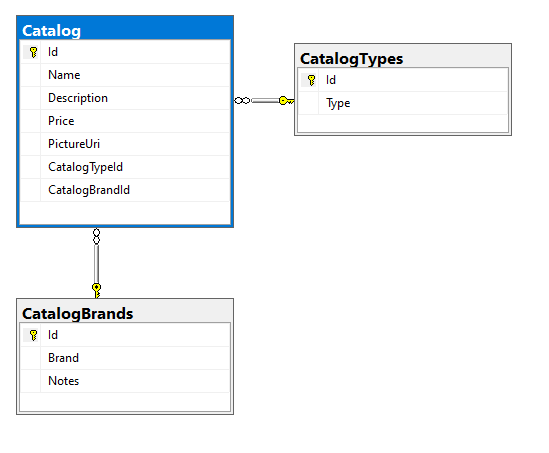 Catalog
Id
Name
Description
Price
PictureUri
CatalogTypeId
CatalogBrandId
CatalogTypes
Id
Type
CatalogBrands
Id
Brand
Notes